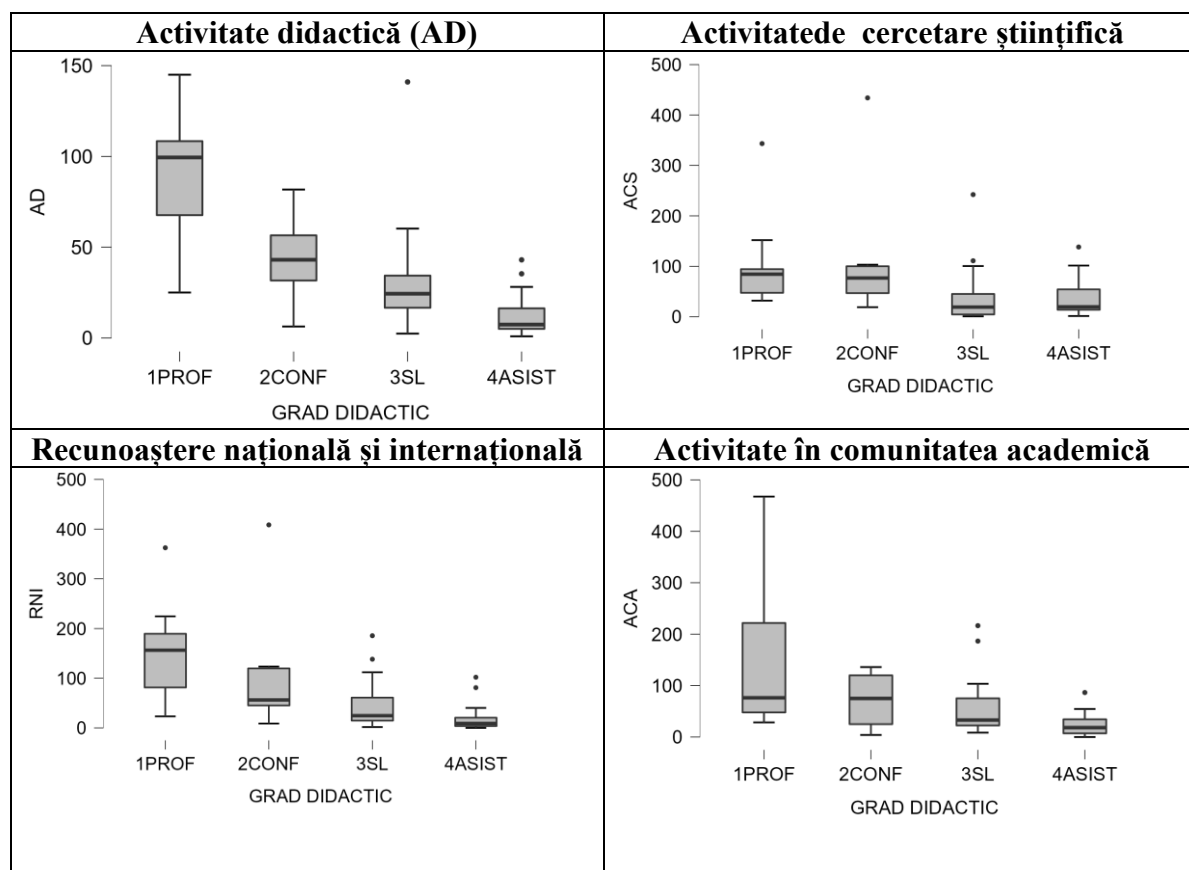 Activitate didactică (AD)
Activitatede cercetare științifică
150
100
50
0
AD
1PROF 2CONF 3SL 4ASIST
GRAD DIDACTIC
500
400
300
200
100
0
ACS
1PROF 2CONF 3SL 4ASIST
GRAD DIDACTIC
Recunoaștere națională și internațională
Activitate în comunitatea academică
500
400
300
200
100
0
RNI
1PROF 2CONF 3SL 4ASIST
GRAD DIDACTIC
500
400
300
200
100
0
ACA
1PROF 2CONF 3SL 4ASIST
GRAD DIDACTIC